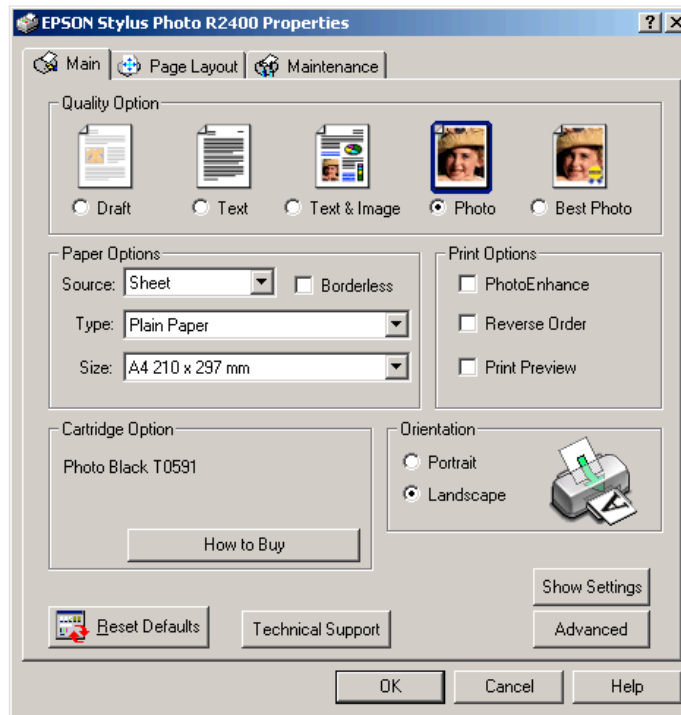 EPSON Stylus Photo R2400 Properties
Main Page Layout Maintenance
Quality Option
Draft Text Text & Image Photo Best Photo
Paper Options
Source: Sheet Borderless
Type: Plain Paper
Size: A4 210 x 297 mm
Print Options
PhotoEnhance
Reverse Order
Print Preview
Cartridge Option
Photo Black T0591
How to Buy
Orientation
Portrait
Landscape
A
Show Settings
Reset Defaults Technical Support Advanced
OK Cancel Help